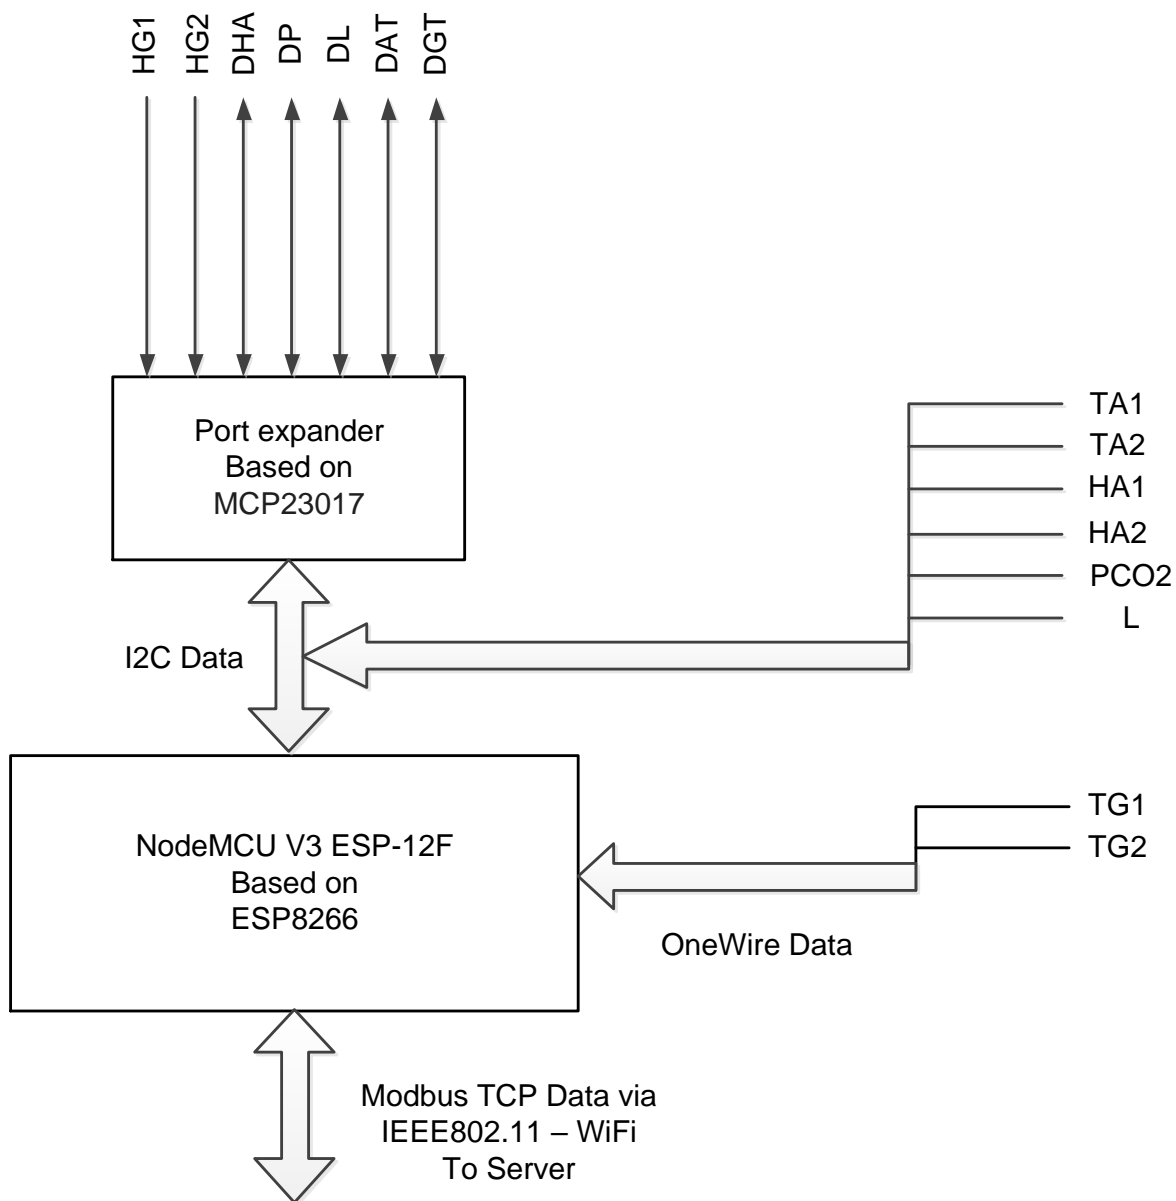 HG1
HG2
DHA
DP
DL
DAT
DGT
Port expander
Based on
MCP23017
TA1
TA2
HA1
HA2
PCO2
L
I2C Data
NodeMCU V3 ESP-12F
Based on
ESP8266
TG1
TG2
OneWire Data
Modbus TCP Data via
IEEE802.11 – WiFi
To Server